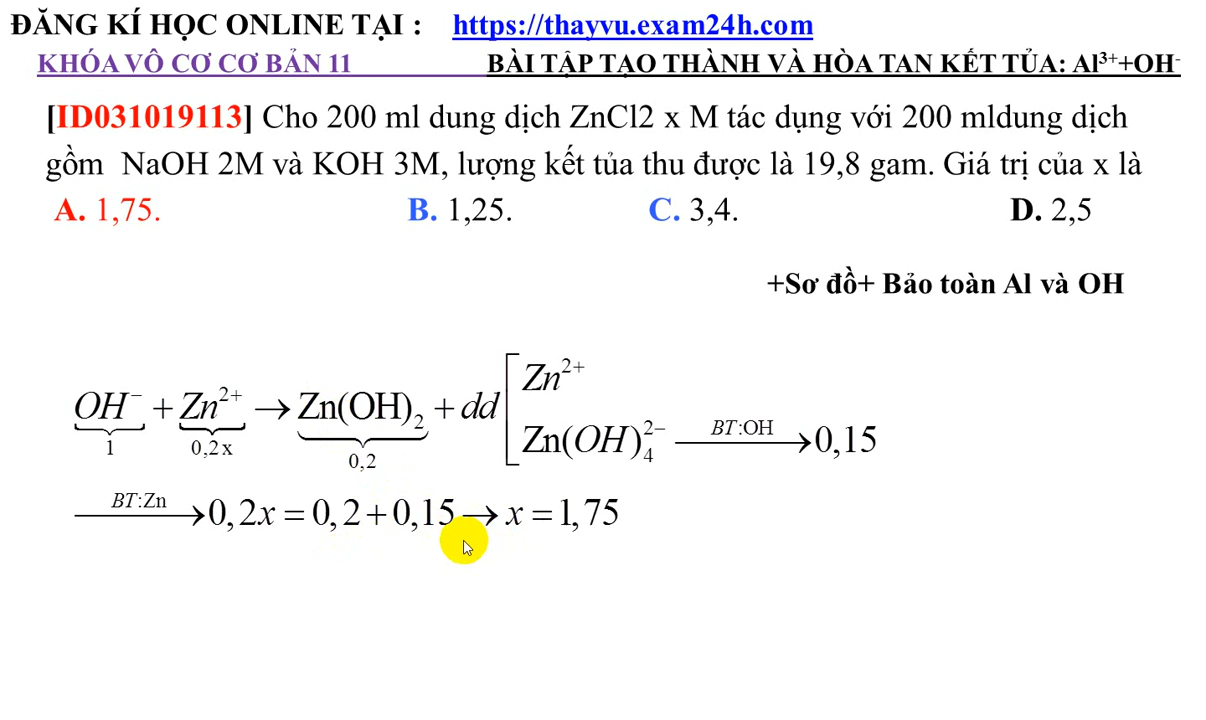 ĐĂNG KÍ HỌC ONLINE TẠI : https://thayvu.exam24h.com
KHÓA VÔ CƠ CƠ BẢN 11 BÀI TẬP TẠO THÀNH VÀ HÒA TAN KẾT TỦA: Al³⁺+OH⁻
[ID031019113] Cho 200 ml dung dịch ZnCl2 x M tác dụng với 200 mldung dịch
gồm NaOH 2M và KOH 3M, lượng kết tủa thu được là 19,8 gam. Giá trị của x là
A. 1,75. B. 1,25. C. 3,4. D. 2,5
+Sơ đồ+ Bảo toàn Al và OH
OH⁻ + Zn²⁺ → Zn(OH)₂ + dd [ Zn²⁺
Zn(OH)₄²⁻ BT:OH → 0,15
1 0,2x 0,2
BT:Zn → 0,2x = 0,2 + 0,15 → x = 1,75